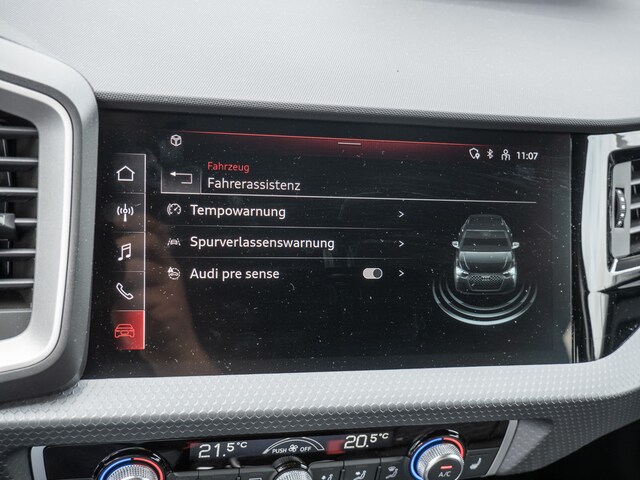 11:07
Fahrzeug
Fahrerassistenz
Tempowarnung
Spurverlassenswarnung
Audi pre sense
21.5°C
PUSH OFF
20.5°C
A/C